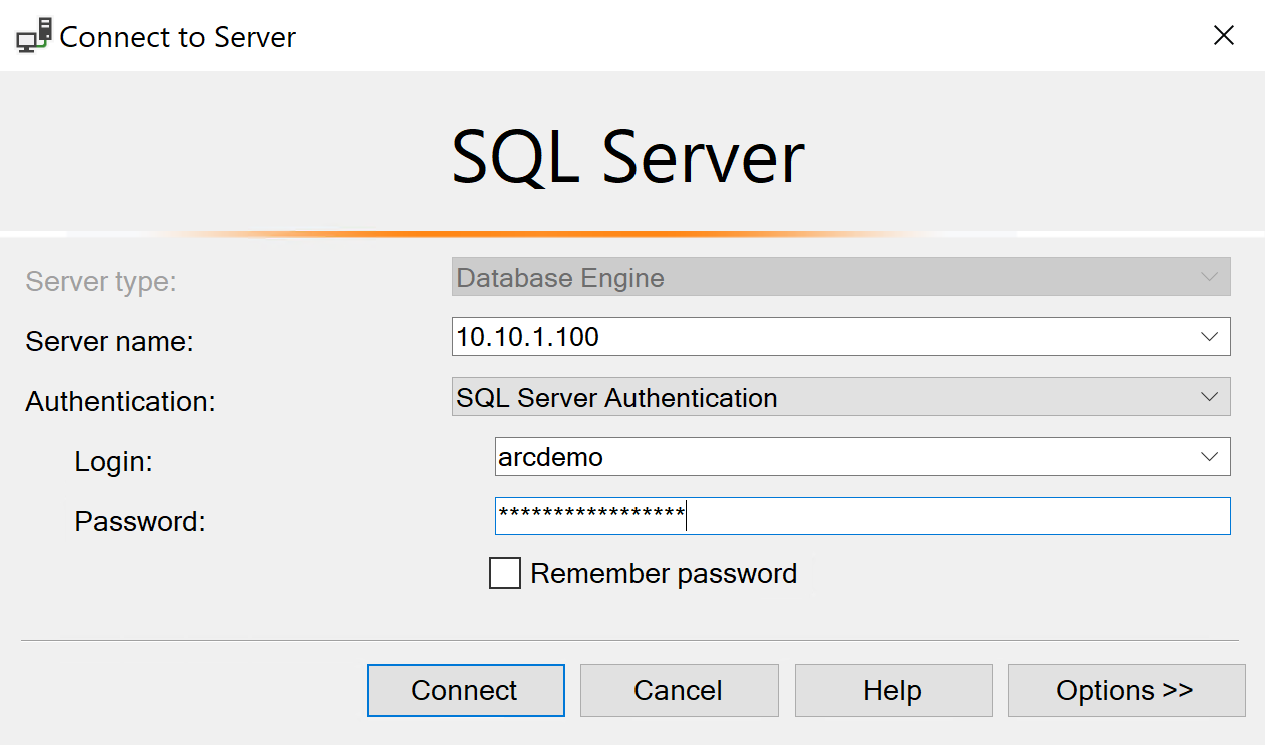 Connect to Server
SQL Server
Server type: Database Engine
Server name: 10.10.1.100
Authentication: SQL Server Authentication
Login: arcdemo
Password: *****************
Remember password
Connect Cancel Help Options >>